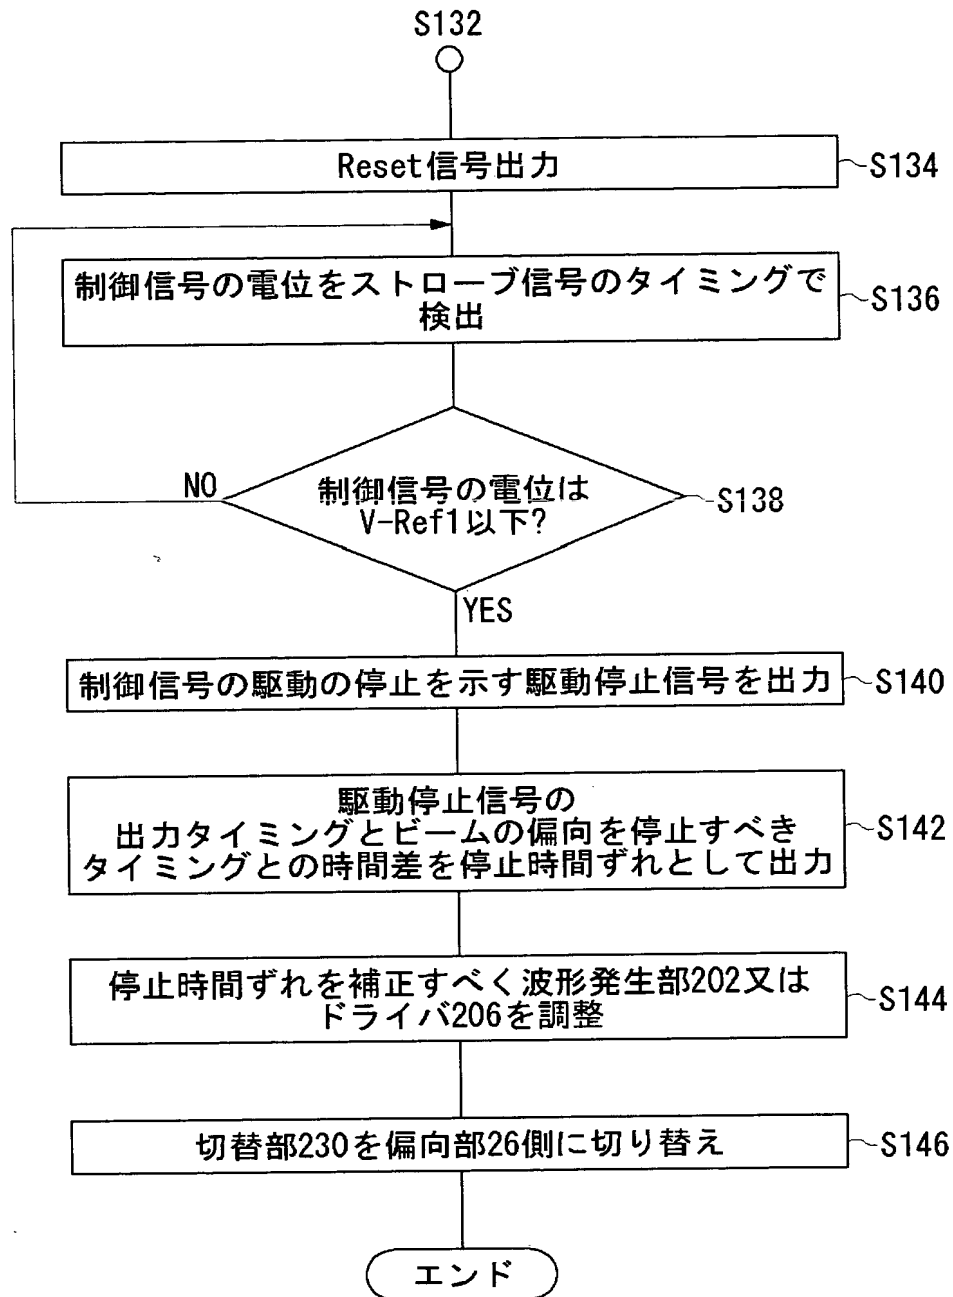 S132
Reset信号出力
S134
制御信号の電位をストローブ信号のタイミングで
検出
S136
NO
制御信号の電位は
V-Ref1以下?
S138
YES
制御信号の駆動の停止を示す駆動停止信号を出力
S140
駆動停止信号の
出力タイミングとビームの偏向を停止すべき
タイミングとの時間差を停止時間ずれとして出力
S142
停止時間ずれを補正すべく波形発生部202又は
ドライバ206を調整
S144
切替部230を偏向部26側に切り替え
S146
エンド